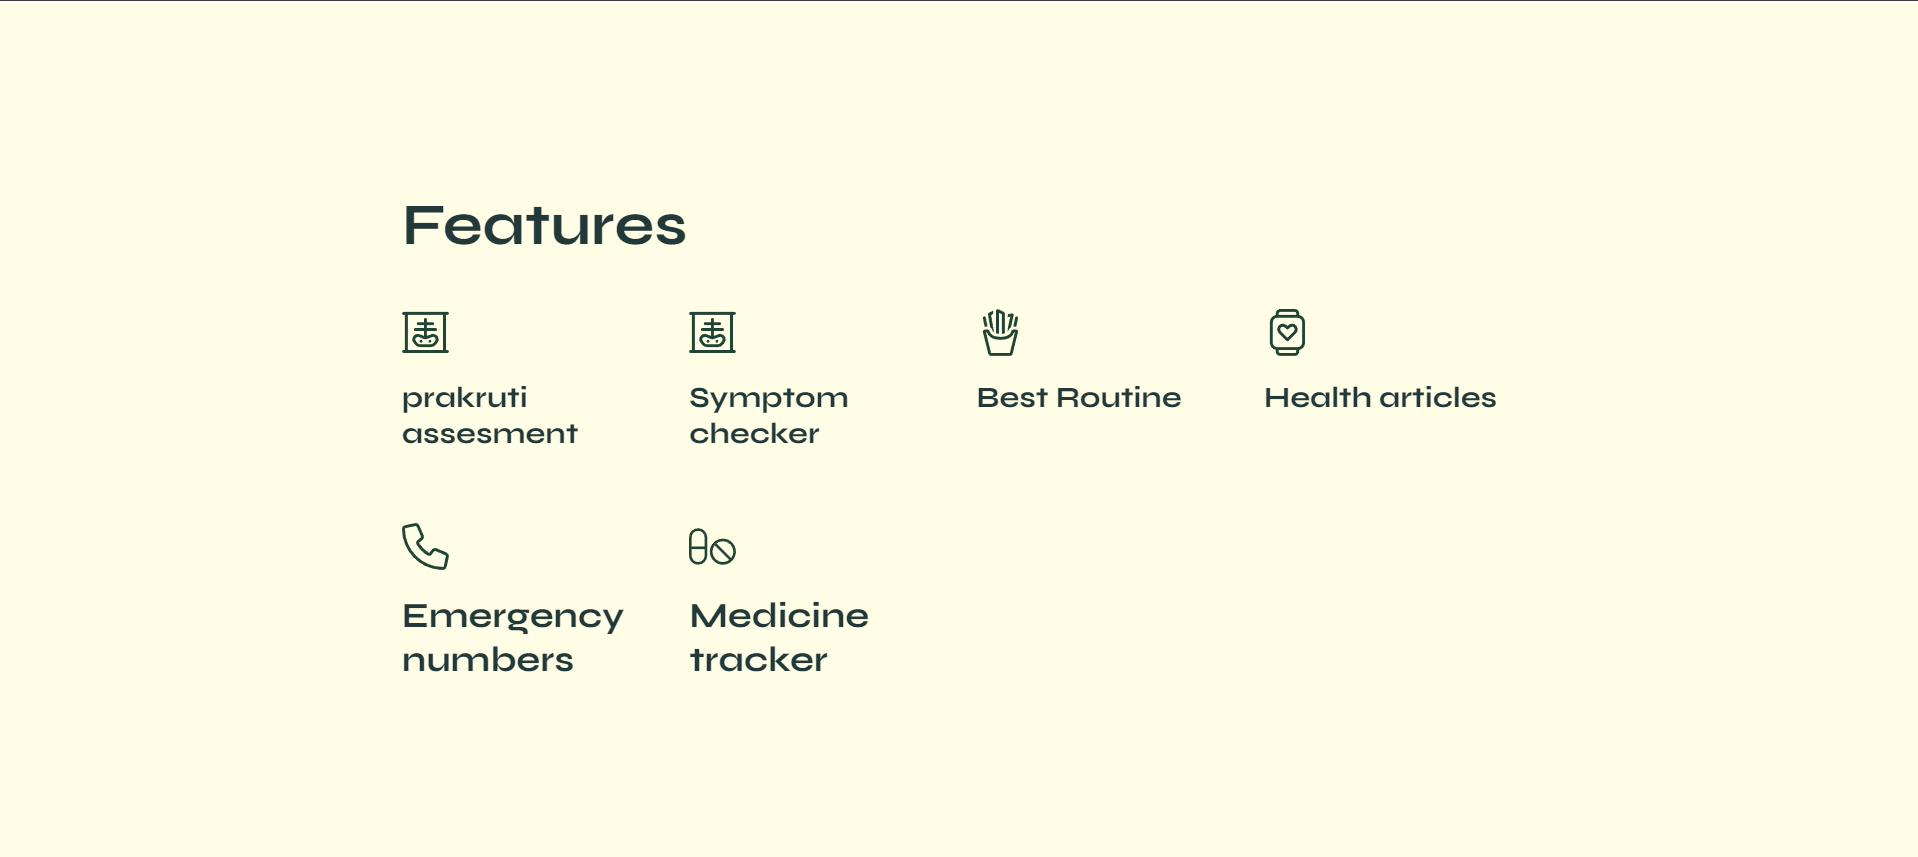 Features
prakruti
assesment
Symptom
checker
Best Routine
Health articles
Emergency
numbers
Medicine
tracker